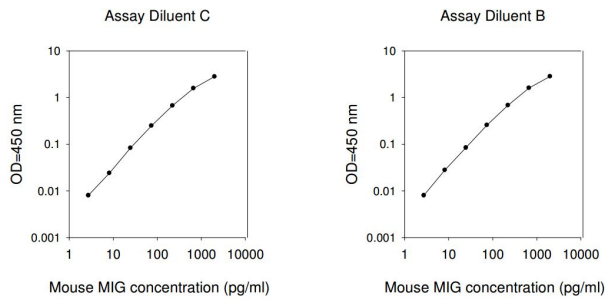 Assay Diluent C
10
1
0.1
0.01
0.001
OD=450 nm
1 10 100 1000 10000
Mouse MIG concentration (pg/ml)
Assay Diluent B
10
1
0.1
0.01
0.001
OD=450 nm
1 10 100 1000 10000
Mouse MIG concentration (pg/ml)